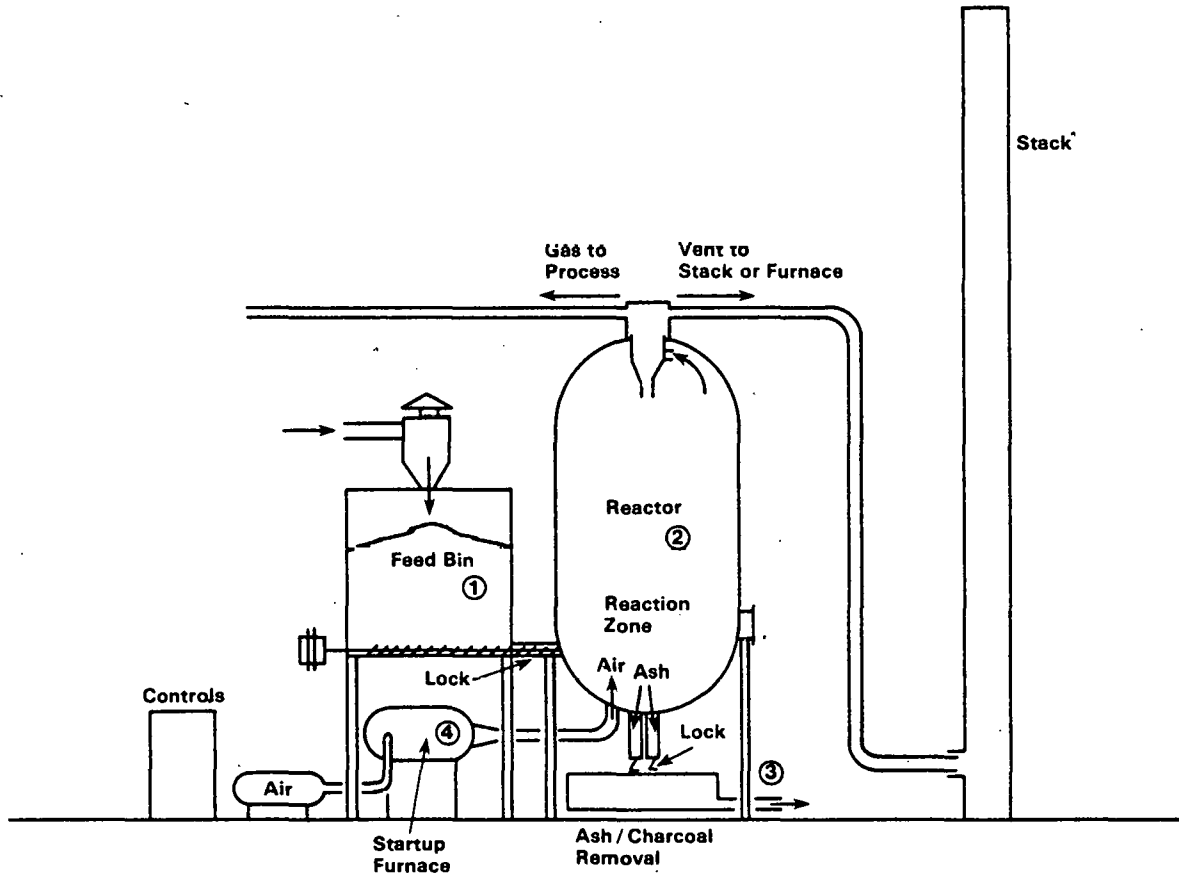 Stack
Gas to
Process
Vent to
Stack or Furnace
Reactor
2
Feed Bin
1
Reaction
Zone
Air
Ash
Lock
Controls
4
Lock
3
Air
Startup
Furnace
Ash / Charcoal
Removal